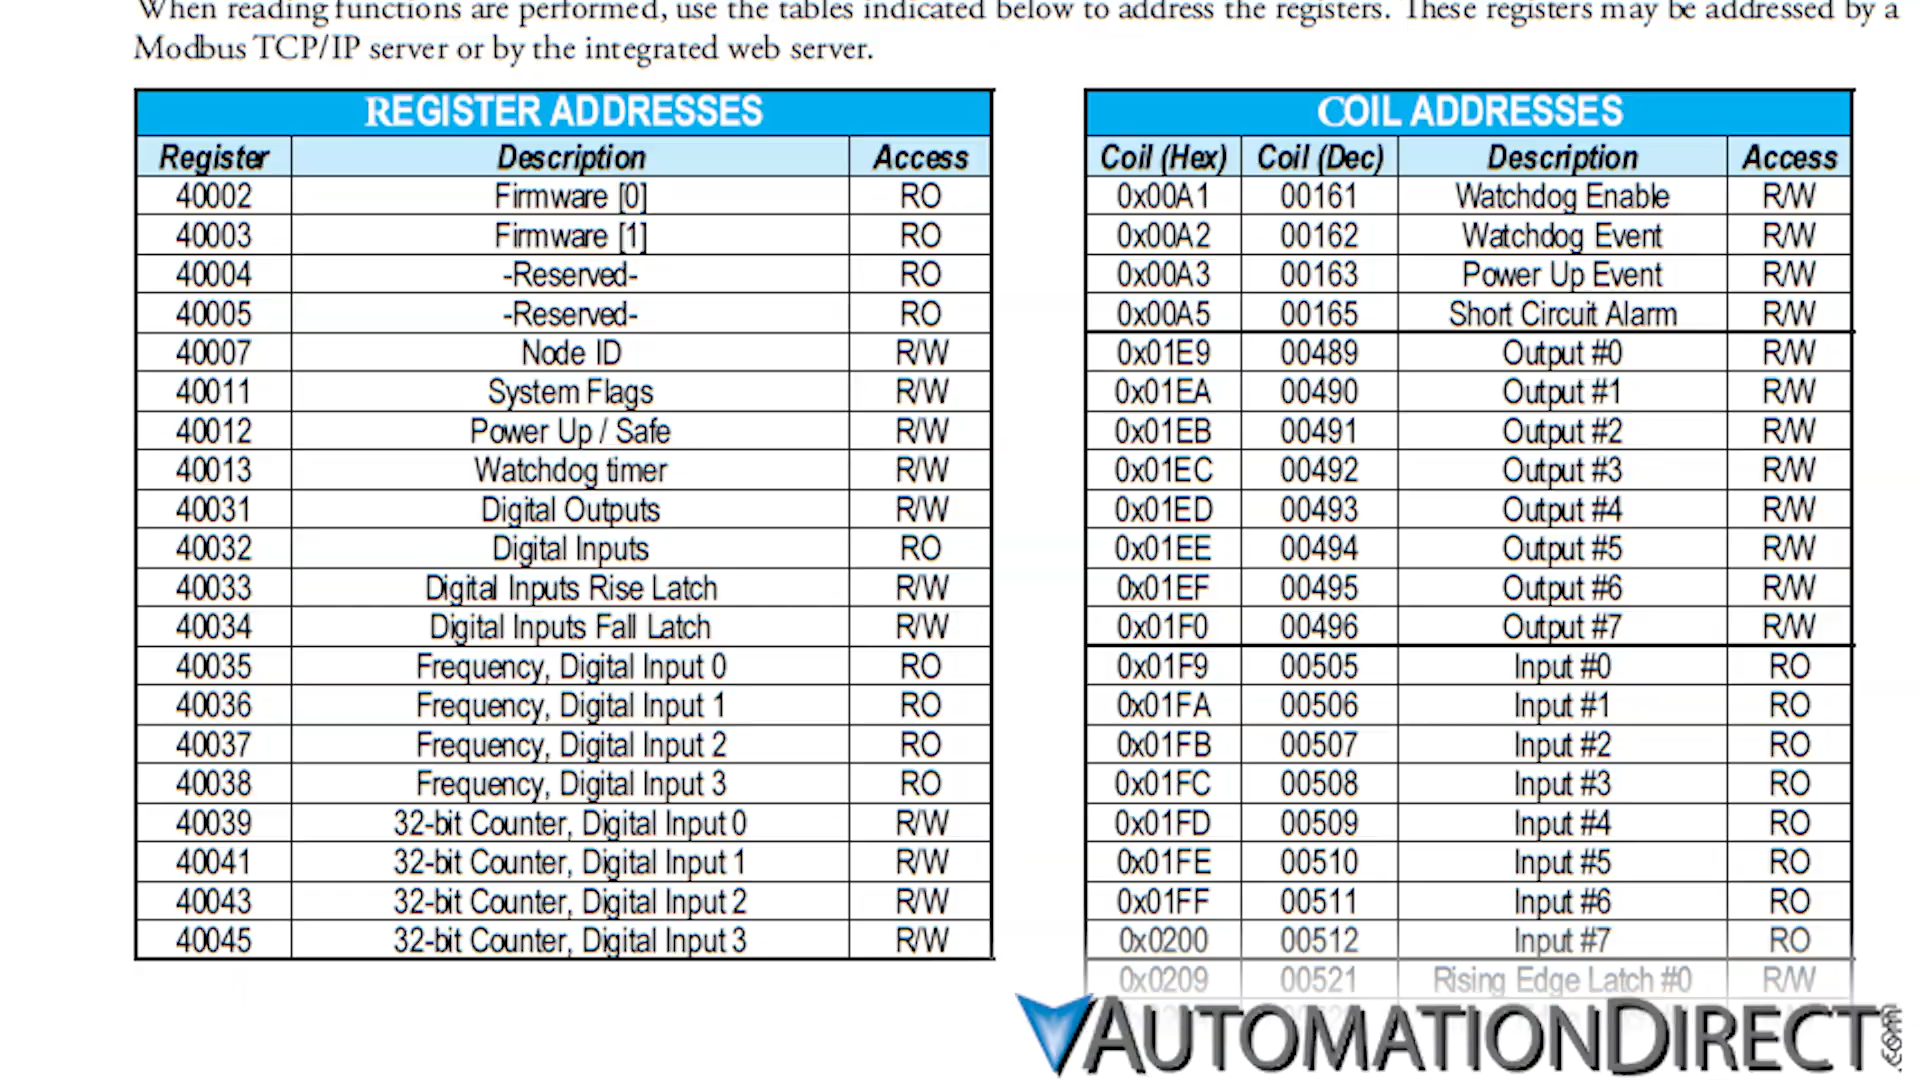 When reading functions are performed, use the tables indicated below to address the registers. These registers may be addressed by a
Modbus TCP/IP server or by the integrated web server.
REGISTER ADDRESSES
Register Description Access
40002 Firmware [0] RO
40003 Firmware [1] RO
40004 -Reserved- RO
40005 -Reserved- RO
40007 Node ID R/W
40011 System Flags R/W
40012 Power Up / Safe R/W
40013 Watchdog timer R/W
40031 Digital Outputs R/W
40032 Digital Inputs RO
40033 Digital Inputs Rise Latch R/W
40034 Digital Inputs Fall Latch R/W
40035 Frequency, Digital Input 0 RO
40036 Frequency, Digital Input 1 RO
40037 Frequency, Digital Input 2 RO
40038 Frequency, Digital Input 3 RO
40039 32-bit Counter, Digital Input 0 R/W
40041 32-bit Counter, Digital Input 1 R/W
40043 32-bit Counter, Digital Input 2 R/W
40045 32-bit Counter, Digital Input 3 R/W
COIL ADDRESSES
Coil (Hex) Coil (Dec) Description Access
0x00A1 00161 Watchdog Enable R/W
0x00A2 00162 Watchdog Event R/W
0x00A3 00163 Power Up Event R/W
0x00A5 00165 Short Circuit Alarm R/W
0x01E9 00489 Output #0 R/W
0x01EA 00490 Output #1 R/W
0x01EB 00491 Output #2 R/W
0x01EC 00492 Output #3 R/W
0x01ED 00493 Output #4 R/W
0x01EE 00494 Output #5 R/W
0x01EF 00495 Output #6 R/W
0x01F0 00496 Output #7 R/W
0x01F9 00505 Input #0 RO
0x01FA 00506 Input #1 RO
0x01FB 00507 Input #2 RO
0x01FC 00508 Input #3 RO
0x01FD 00509 Input #4 RO
0x01FE 00510 Input #5 RO
0x01FF 00511 Input #6 RO
0x0200 00512 Input #7 RO
0x0209 00521 Rising Edge Latch #0 R/W
AUTOMATIONDIRECT.com